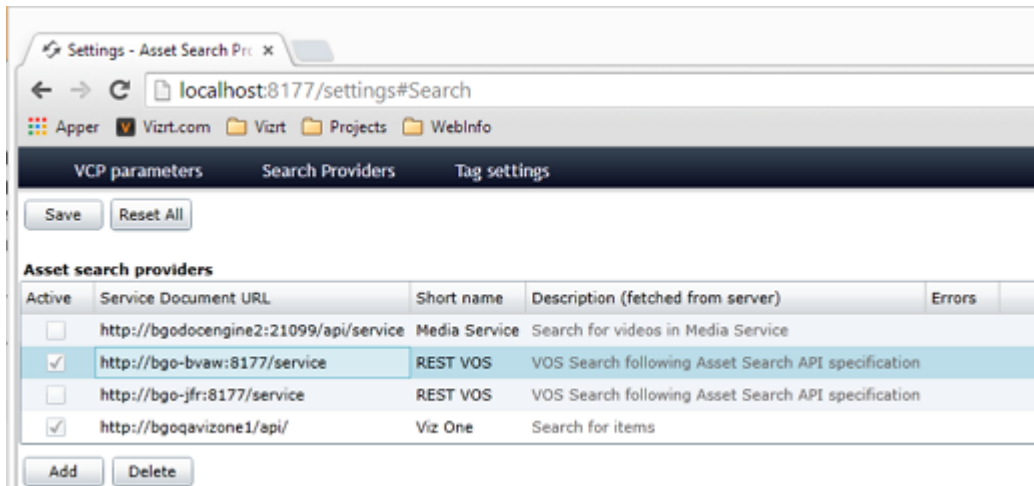 Settings - Asset Search Pro
localhost:8177/settings#Search
Apper Vizrt.com Vizrt Projects WebInfo
VCP parameters Search Providers Tag settings
Save Reset All
Asset search providers
Active Service Document URL Short name Description (fetched from server) Errors
http://bgodocengine2:21099/api/service Media Service Search for videos in Media Service
http://bgo-bvaw:8177/service REST VOS VOS Search following Asset Search API specification
http://bgo-jfr:8177/service REST VOS VOS Search following Asset Search API specification
http://bgoqavizone1/api/ Viz One Search for items
Add Delete